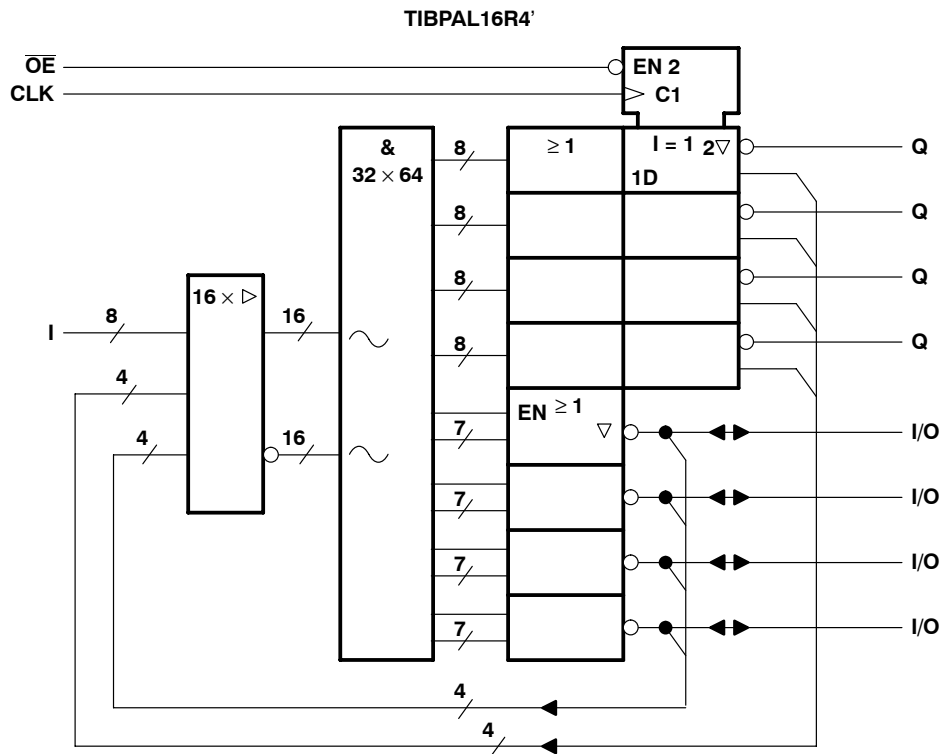 TIBPAL16R4'
OE
EN 2
CLK
C1
&
32 × 64
8
≥ 1
I = 1
2▽
Q
1D
8
Q
8
Q
16 × ▷
I
8
16
8
Q
4
EN
≥ 1
▽
4
16
7
I/O
7
I/O
7
I/O
7
I/O
4
4